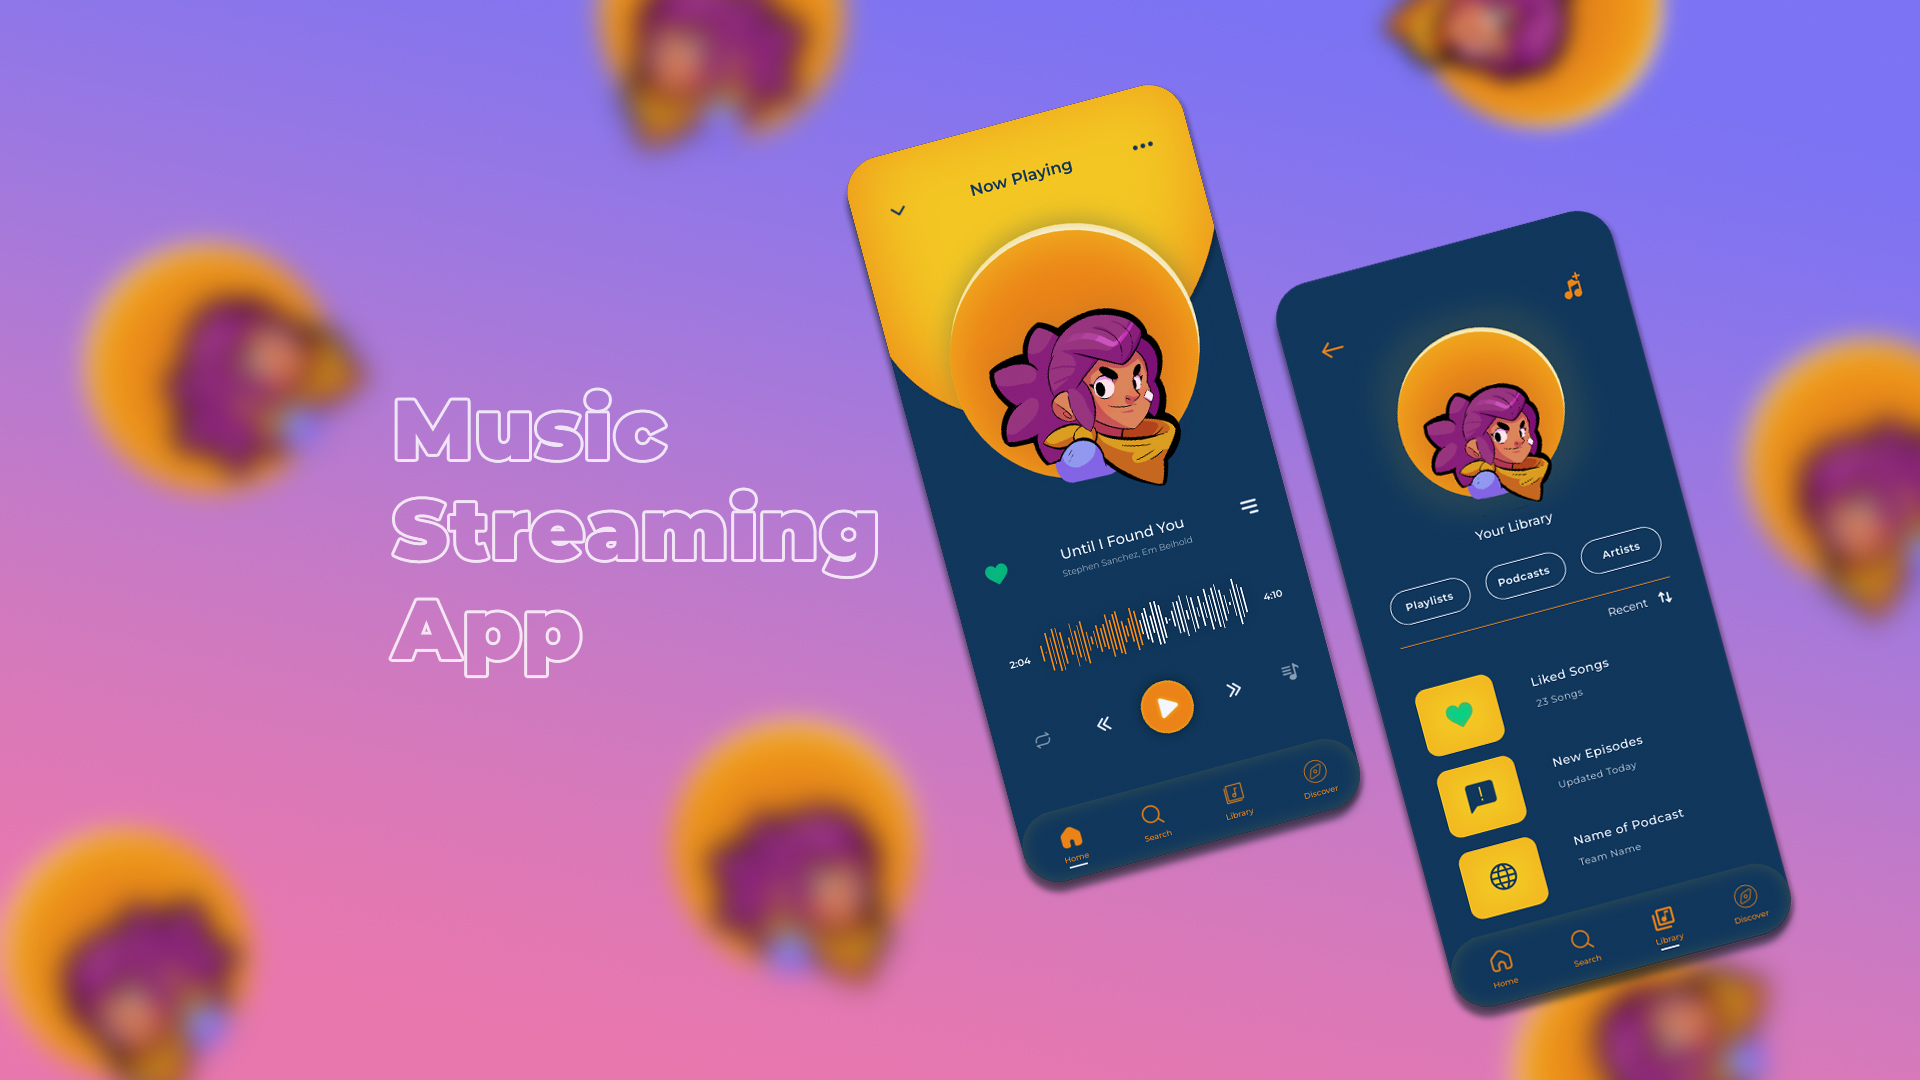 Music
Streaming
App
Now Playing
Until I Found You
Stephen Sanchez, Em Beihold
2:04
4:10
Home
Search
Library
Discover
Your Library
Playlists
Podcasts
Artists
Recent
Liked Songs
23 Songs
New Episodes
Updated Today
Name of Podcast
Team Name
Home
Search
Library
Discover